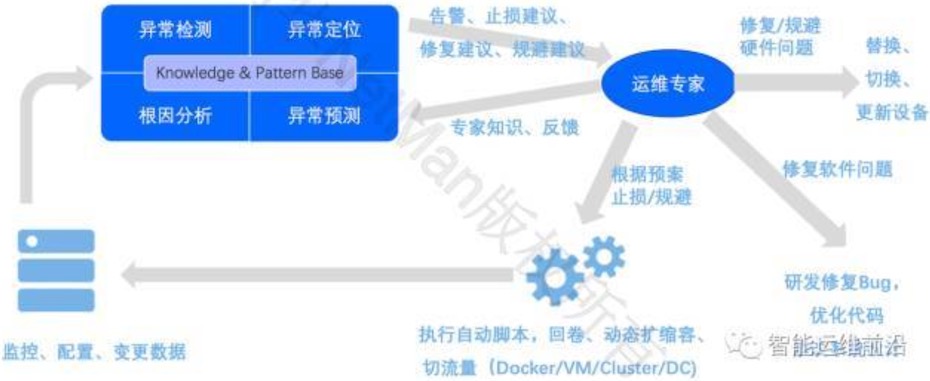 异常检测
异常定位
Knowledge & Pattern Base
根因分析
异常预测
告警、止损建议、
修复建议、规避建议
专家知识、反馈
运维专家
修复/规避
硬件问题
替换、
切换、
更新设备
根据预案
止损/规避
修复软件问题
研发修复Bug，
优化代码
监控、配置、变更数据
执行自动脚本，回卷、动态扩缩容、
切流量（Docker/VM/Cluster/DC)
NetMan版权所有
智能运维前沿